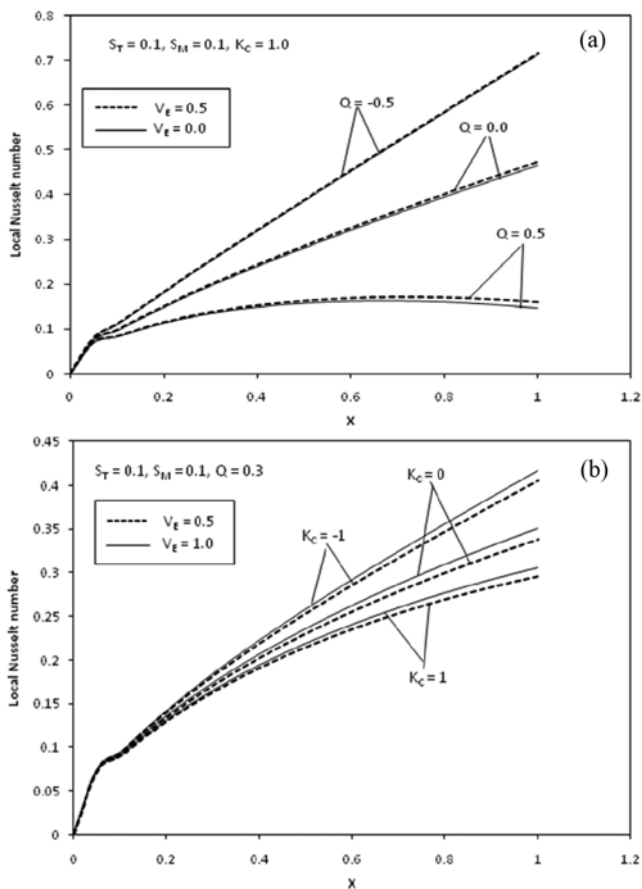 (a)
S_T = 0.1, S_M = 0.1, K_C = 1.0
V_E = 0.5
V_E = 0.0
Q = -0.5
Q = 0.0
Q = 0.5
Local Nusselt number
0.8
0.7
0.6
0.5
0.4
0.3
0.2
0.1
0
0 0.2 0.4 0.6 0.8 1 1.2
X
(b)
S_T = 0.1, S_M = 0.1, Q = 0.3
V_E = 0.5
V_E = 1.0
K_C = 0
K_C = -1
K_C = 1
Local Nusselt number
0.45
0.4
0.35
0.3
0.25
0.2
0.15
0.1
0.05
0
0 0.2 0.4 0.6 0.8 1 1.2
X